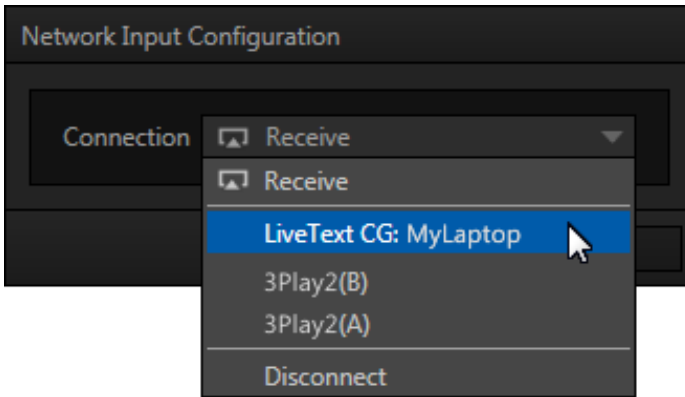 Network Input Configuration
Connection Receive
Receive
LiveText CG: MyLaptop
3Play2(B)
3Play2(A)
Disconnect